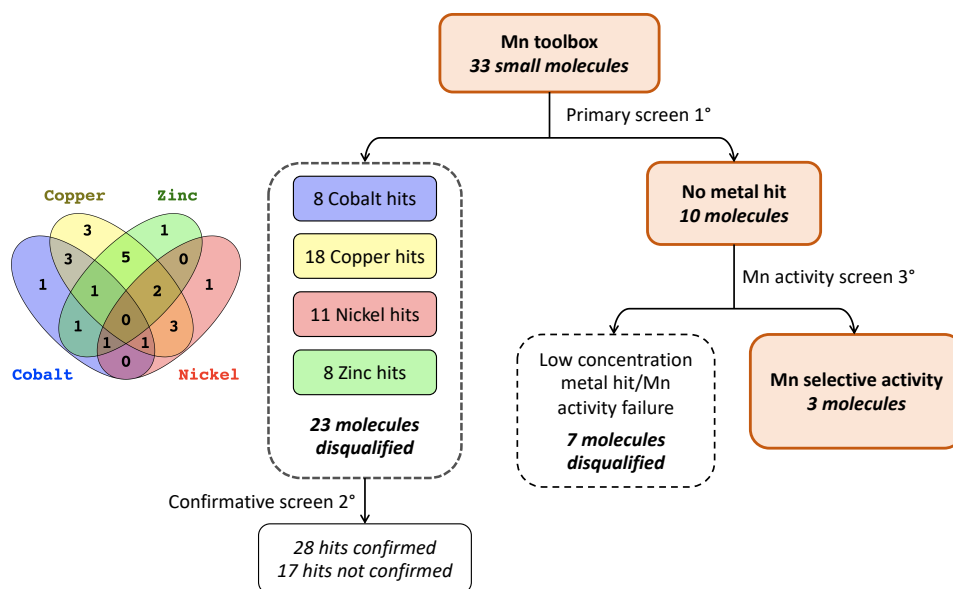 Mn toolbox
33 small molecules
Primary screen 1°
8 Cobalt hits
18 Copper hits
11 Nickel hits
8 Zinc hits
23 molecules
disqualified
Confirmative screen 2°
28 hits confirmed
17 hits not confirmed
No metal hit
10 molecules
Mn activity screen 3°
Low concentration
metal hit/Mn
activity failure
7 molecules
disqualified
Mn selective activity
3 molecules
Copper
Zinc
3
1
3
5
0
1
1
1
2
0
1
3
1
1
0
Cobalt
Nickel